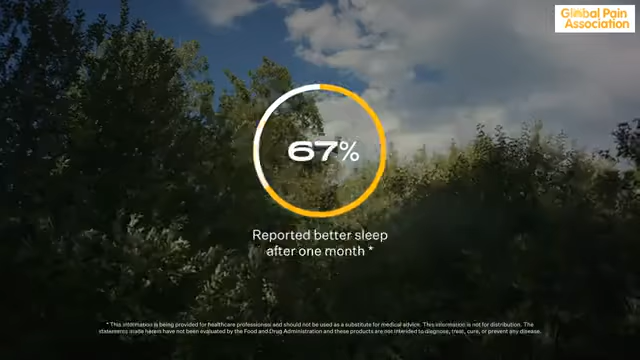 Global Pain
Association
67%
Reported better sleep
after one month *
* This information is being provided for healthcare professional and should not be used as a substitute for medical advice. This information is not for distribution. The
statements made herein have not been evaluated by the Food and Drug Administration and these products are not intended to diagnose, treat, cure, or prevent any disease.